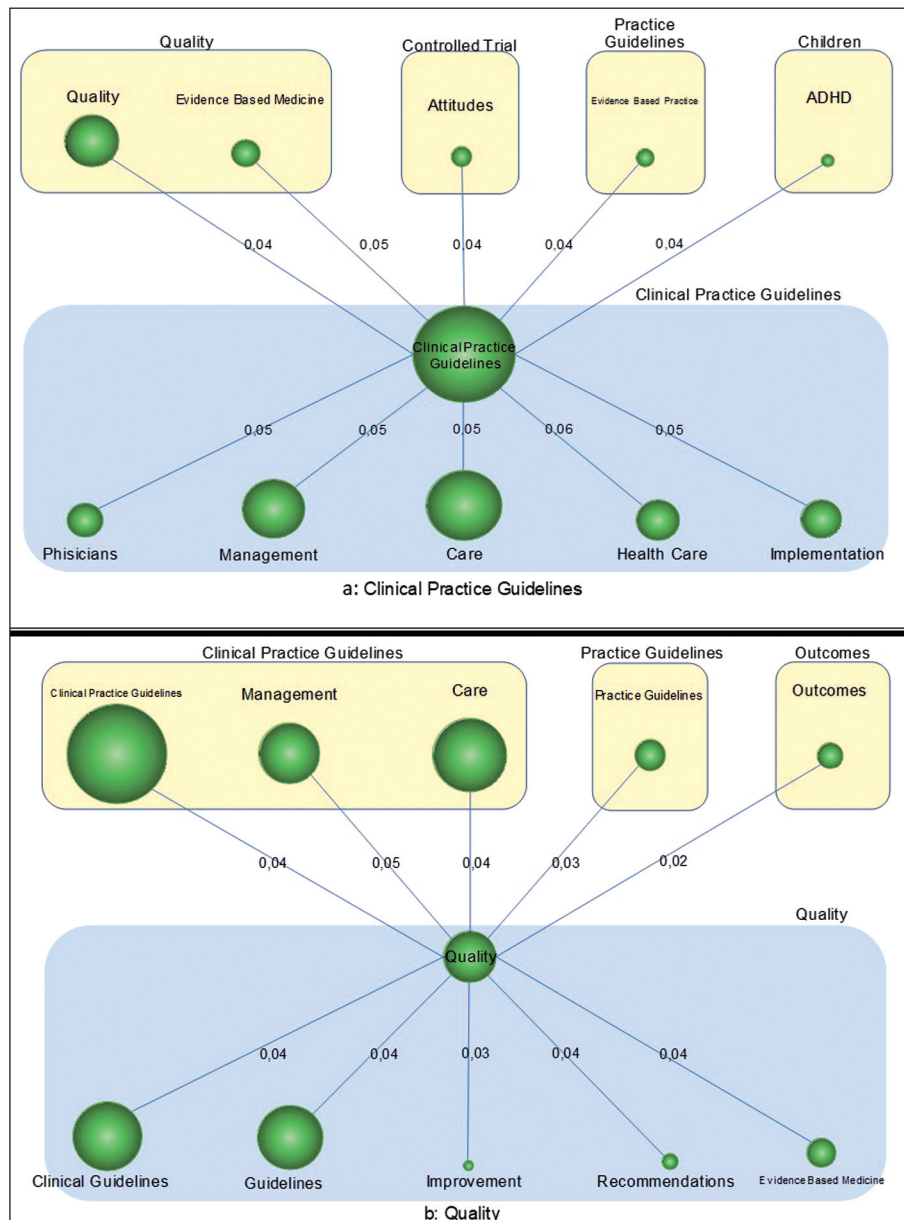 Quality
Controlled Trial
Practice
Guidelines
Children
Quality
Evidence Based Medicine
Attitudes
Evidence Based Practice
ADHD
0,04
0,05
0,04
0,04
0,04
Clinical Practice Guidelines
Clinical Practice
Guidelines
0,05
0,05
0,05
0,06
0,05
Phisicians
Management
Care
Health Care
Implementation
a: Clinical Practice Guidelines
Clinical Practice Guidelines
Practice Guidelines
Outcomes
Clinical Practice Guidelines
Management
Care
Practice Guidelines
Outcomes
0,04
0,05
0,04
0,03
0,02
Quality
Quality
0,04
0,04
0,03
0,04
0,04
Clinical Guidelines
Guidelines
Improvement
Recommendations
Evidence Based Medicine
b: Quality